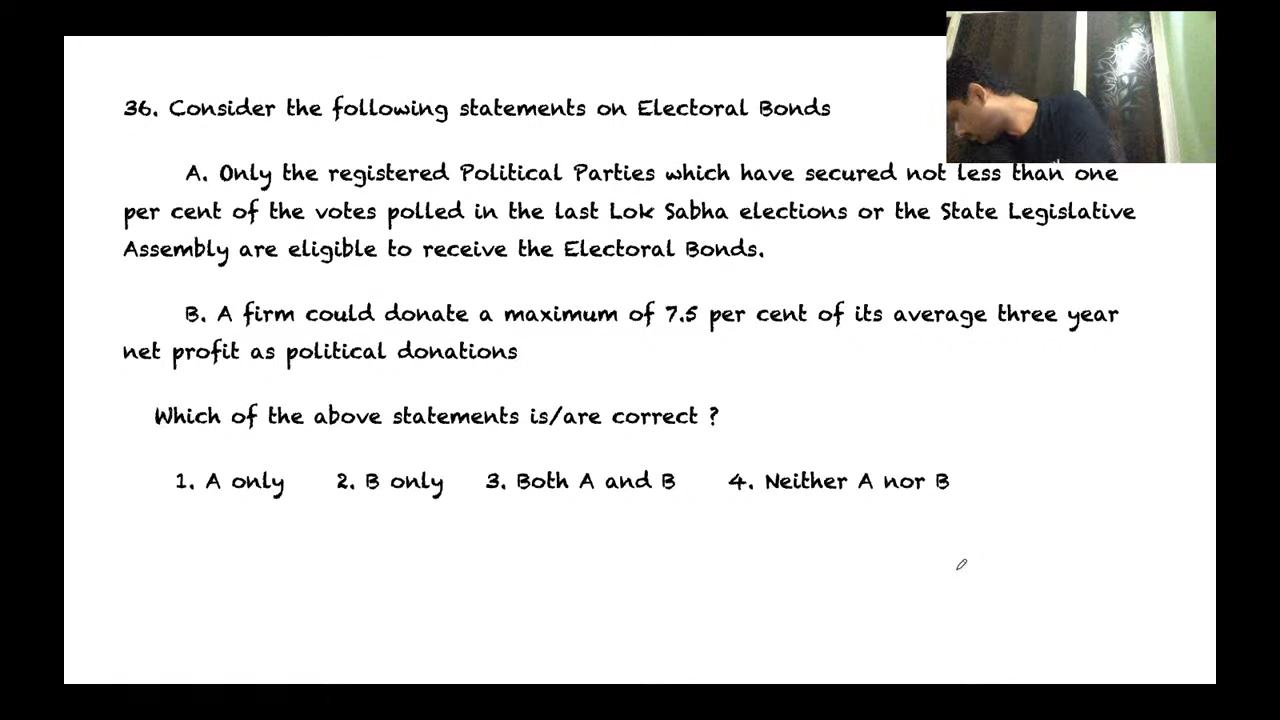 36. Consider the following statements on Electoral Bonds
A. Only the registered Political Parties which have secured not less than one
per cent of the votes polled in the last Lok Sabha elections or the State Legislative
Assembly are eligible to receive the Electoral Bonds.
B. A firm could donate a maximum of 7.5 per cent of its average three year
net profit as political donations
Which of the above statements is/are correct ?
1. A only 2. B only 3. Both A and B 4. Neither A nor B